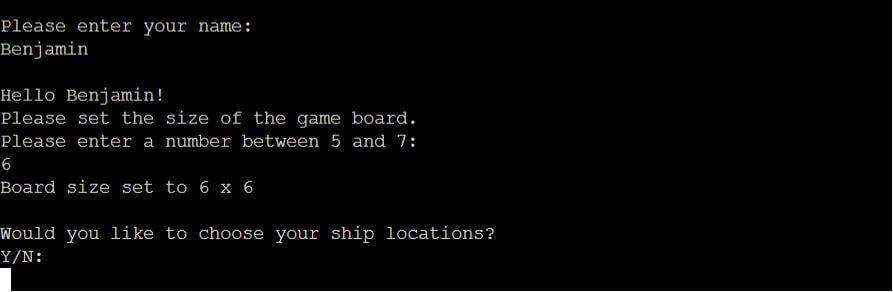 Please enter your name:
Benjamin
Hello Benjamin!
Please set the size of the game board.
Please enter a number between 5 and 7:
6
Board size set to 6 x 6
Would you like to choose your ship locations?
Y/N: